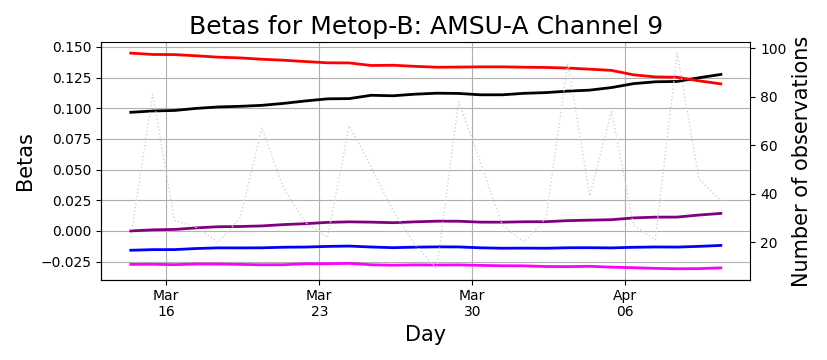 Betas for Metop-B: AMSU-A Channel 9
0.150
0.125
0.100
0.075
0.050
0.025
0.000
−0.025
Betas
100
80
60
40
20
Number of observations
Mar
16
Mar
23
Mar
30
Apr
06
Day